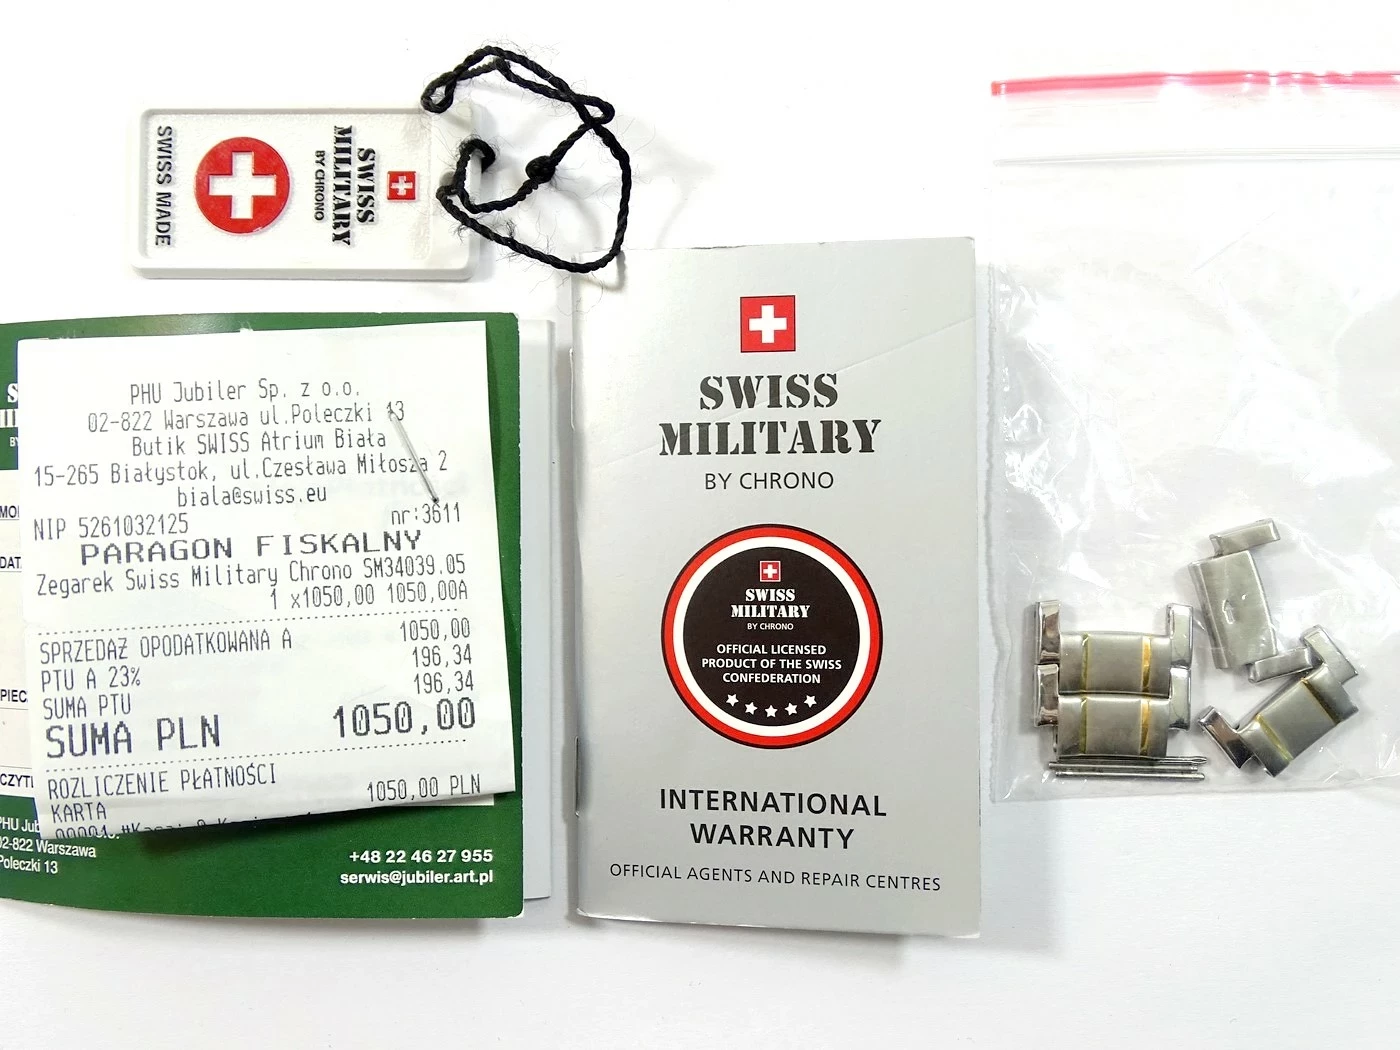 SWISS
MILITARY
BY CHRONO
SWISS MADE
PHU Jubiler Sp. z o.o.
02-822 Warszawa ul.Poleczki 13
Butik SWISS Atrium Biała
15-265 Białystok, ul.Czesława Miłosza 2
biala@swiss.eu
NIP 5261032125 nr:3611
PARAGON FISKALNY
Zegarek Swiss Military Chrono SM34039.05
1 x1050,00 1050,00A
SPRZEDAŻ OPODATKOWANA A 1050,00
PTU A 23% 196,34
SUMA PTU 196,34
SUMA PLN 1050,00
ROZLICZENIE PŁATNOŚCI
KARTA 1050,00 PLN
PHU Jub
02-822 Warszawa
Poleczki 13
+48 22 46 27 955
serwis@jubiler.art.pl
SWISS
MILITARY
BY CHRONO
SWISS
MILITARY
BY CHRONO
OFFICIAL LICENSED
PRODUCT OF THE SWISS
CONFEDERATION
INTERNATIONAL
WARRANTY
OFFICIAL AGENTS AND REPAIR CENTRES